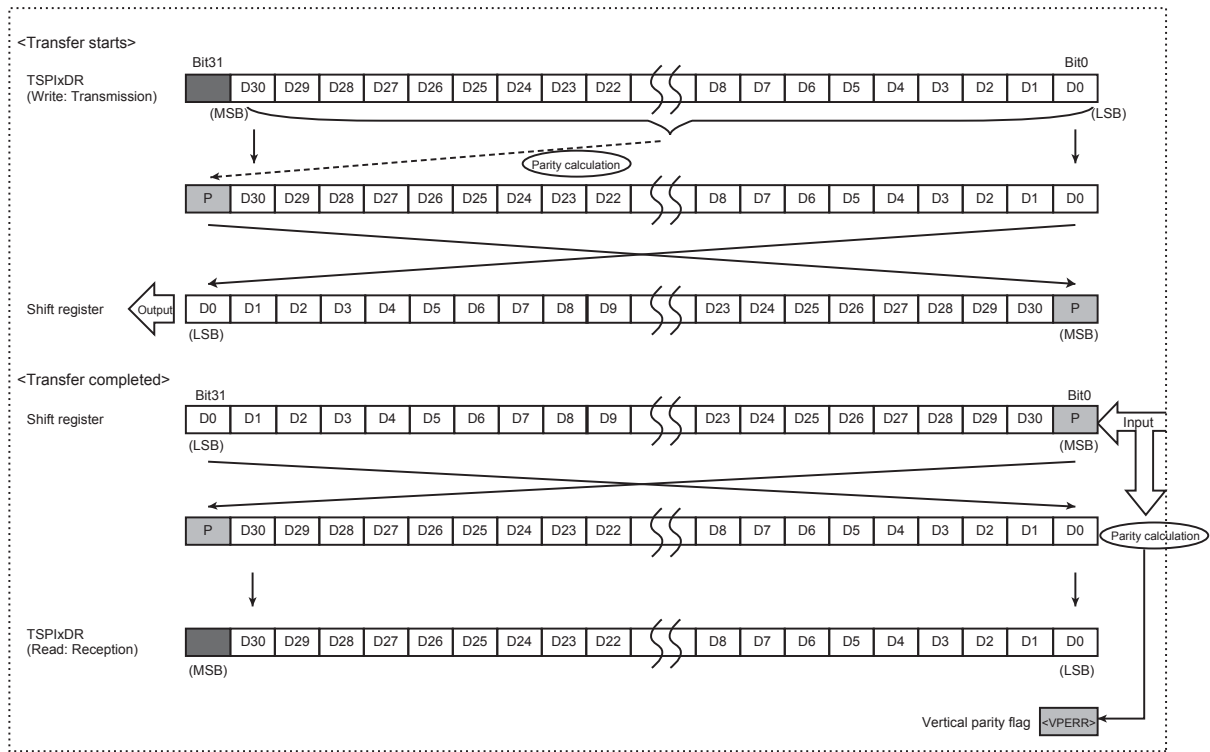 <Transfer starts>
Bit31 Bit0
TSPIxDR
(Write: Transmission)
D30 D29 D28 D27 D26 D25 D24 D23 D22 D8 D7 D6 D5 D4 D3 D2 D1 D0
(MSB) (LSB)
Parity calculation
P D30 D29 D28 D27 D26 D25 D24 D23 D22 D8 D7 D6 D5 D4 D3 D2 D1 D0
Shift register Output D0 D1 D2 D3 D4 D5 D6 D7 D8 D9 D23 D24 D25 D26 D27 D28 D29 D30 P
(LSB) (MSB)
<Transfer completed>
Bit31 Bit0
Shift register D0 D1 D2 D3 D4 D5 D6 D7 D8 D9 D23 D24 D25 D26 D27 D28 D29 D30 P Input
(LSB) (MSB)
P D30 D29 D28 D27 D26 D25 D24 D23 D22 D8 D7 D6 D5 D4 D3 D2 D1 D0 Parity calculation
TSPIxDR
(Read: Reception)
D30 D29 D28 D27 D26 D25 D24 D23 D22 D8 D7 D6 D5 D4 D3 D2 D1 D0
(MSB) (LSB)
Vertical parity flag <VPERR>